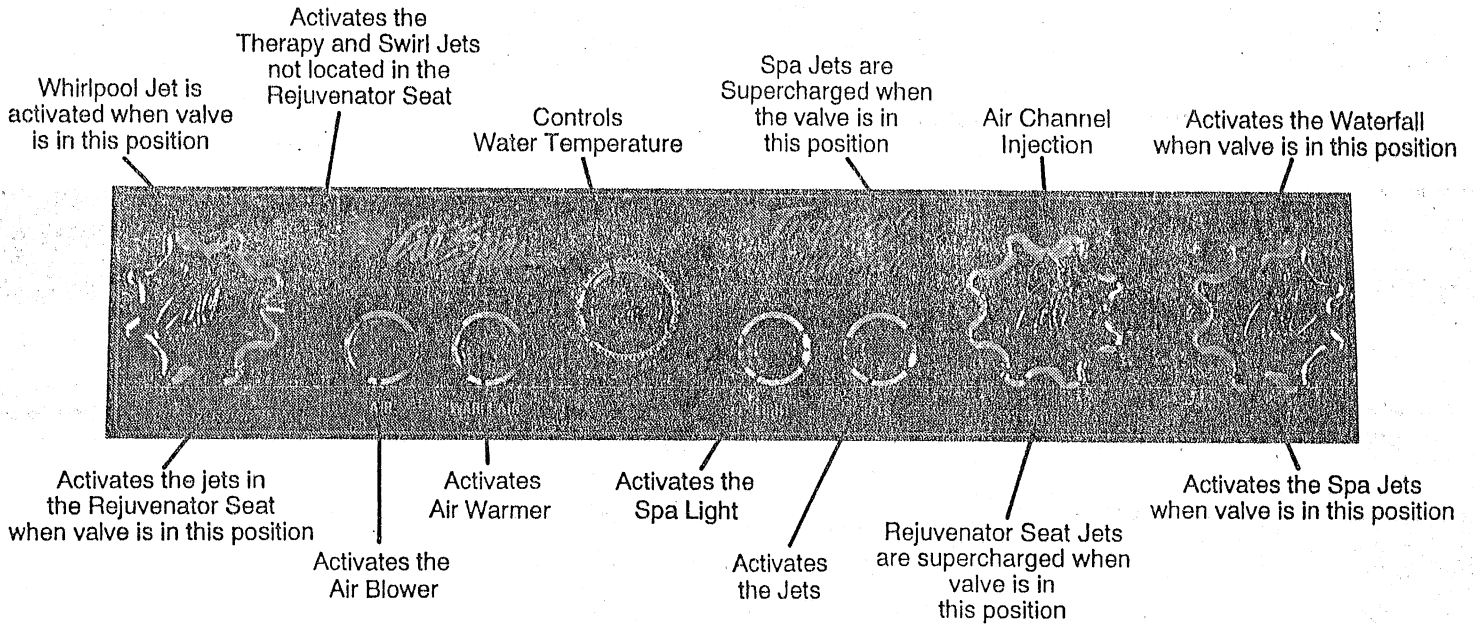 Activates the
Therapy and Swirl Jets
not located in the
Rejuvenator Seat
Whirlpool Jet is
activated when valve
is in this position
Controls
Water Temperature
Spa Jets are
Supercharged when
the valve is in
this position
Air Channel
Injection
Activates the Waterfall
when valve is in this position
Activates the jets in
the Rejuvenator Seat
when valve is in this position
Activates the
Air Blower
Activates
Air Warmer
Activates the
Spa Light
Activates
the Jets
Rejuvenator Seat Jets
are supercharged when
valve is in
this position
Activates the Spa Jets
when valve is in this position